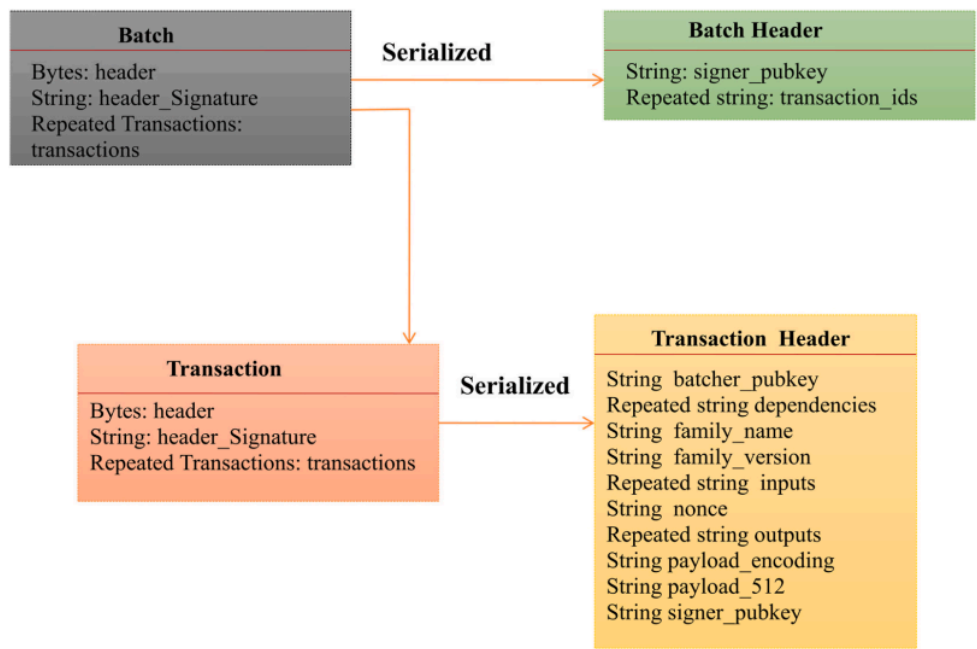 Batch
Bytes: header
String: header_Signature
Repeated Transactions:
transactions
Serialized
Batch Header
String: signer_pubkey
Repeated string: transaction_ids
Transaction
Bytes: header
String: header_Signature
Repeated Transactions: transactions
Serialized
Transaction Header
String batcher_pubkey
Repeated string dependencies
String family_name
String family_version
Repeated string inputs
String nonce
Repeated string outputs
String payload_encoding
String payload_512
String signer_pubkey